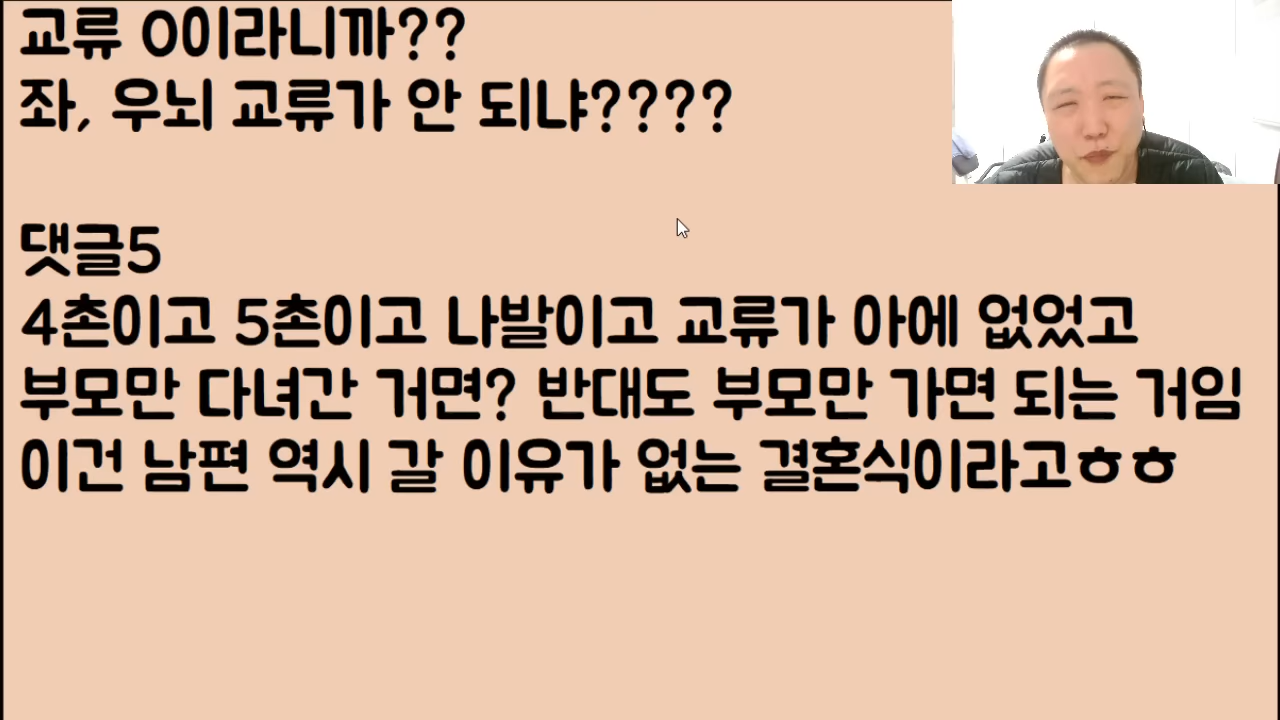 교류 0이라니까??
좌, 우뇌 교류가 안 되냐????
댓글5
4촌이고 5촌이고 나발이고 교류가 아에 없었고
부모만 다녀간 거면? 반대도 부모만 가면 되는 거임
이건 남편 역시 갈 이유가 없는 결혼식이라고ㅎㅎ